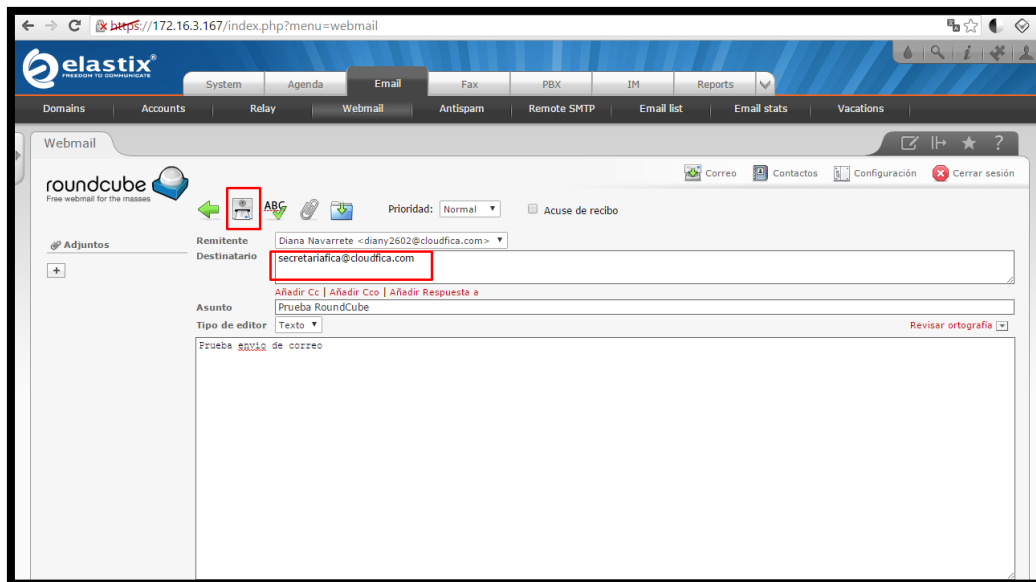 https://172.16.3.167/index.php?menu=webmail
elastix®
FREEDOM TO COMMUNICATE
System Agenda Email Fax PBX IM Reports
Domains Accounts Relay Webmail Antispam Remote SMTP Email list Email stats Vacations
Webmail
roundcube
Free webmail for the masses
Correo Contactos Configuración Cerrar sesión
ABC Prioridad: Normal Acuse de recibo
Adjuntos
+
Remitente Diana Navarrete <diany2602@cloudfica.com>
Destinatario secretariafica@cloudfica.com
Añadir Cc | Añadir Cco | Añadir Respuesta a
Asunto Prueba RoundCube
Tipo de editor Texto Revisar ortografía
Prueba envio de correo